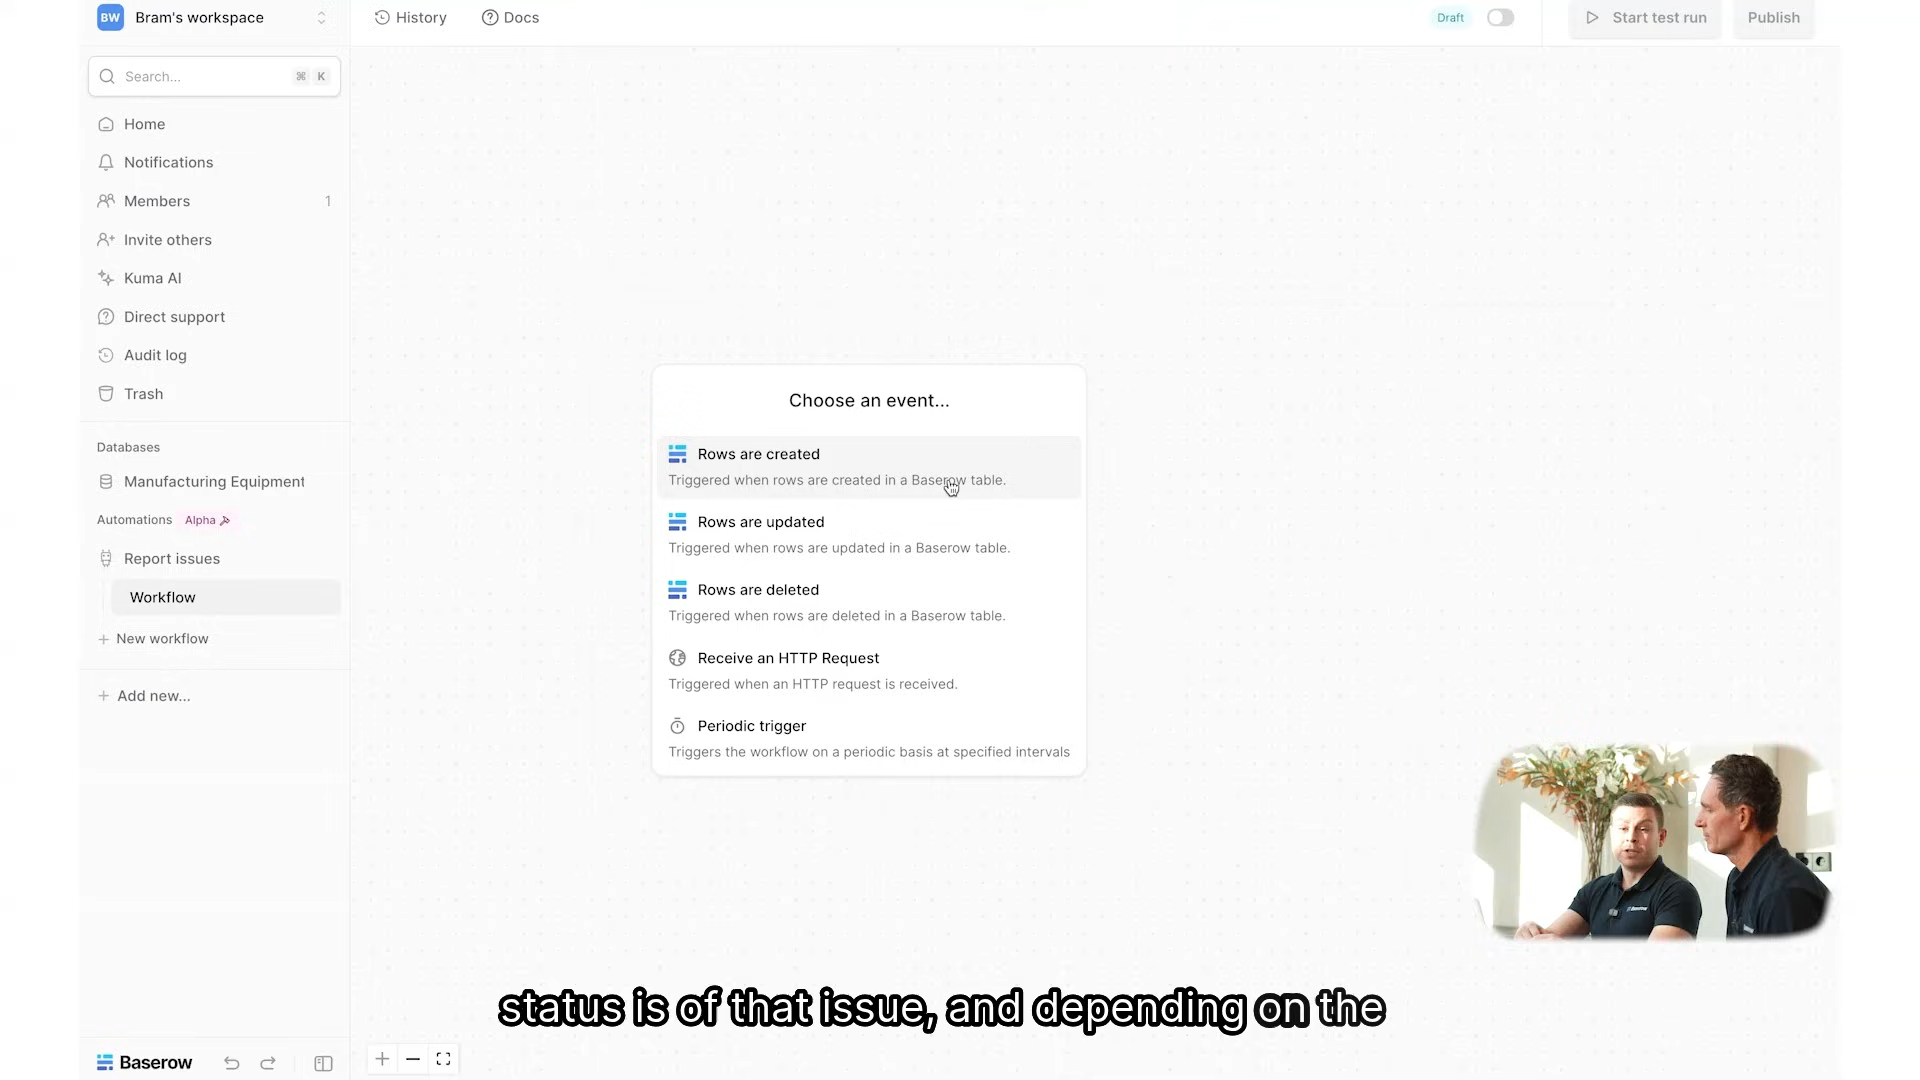 BW Bram's workspace
History
Docs
Draft
Start test run
Publish
Search...
⌘ K
Home
Notifications
Members 1
Invite others
Kuma AI
Direct support
Audit log
Trash
Databases
Manufacturing Equipment
Automations Alpha
Report issues
Workflow
+ New workflow
+ Add new...
Choose an event...
Rows are created
Triggered when rows are created in a Baserow table.
Rows are updated
Triggered when rows are updated in a Baserow table.
Rows are deleted
Triggered when rows are deleted in a Baserow table.
Receive an HTTP Request
Triggered when an HTTP request is received.
Periodic trigger
Triggers the workflow on a periodic basis at specified intervals
Baserow
status is of that issue, and depending on the
Baserow